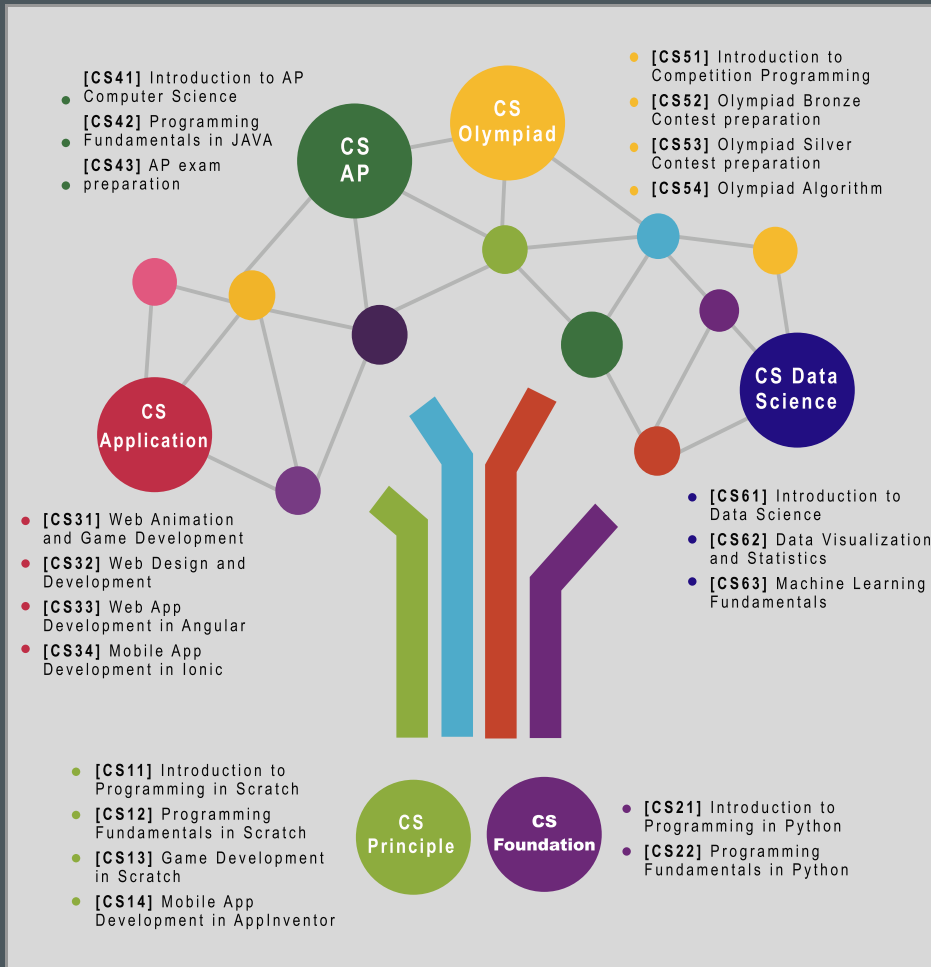 [CS41] Introduction to AP
Computer Science
[CS42] Programming
Fundamentals in JAVA
[CS43] AP exam
preparation
CS
AP
CS
Olympiad
[CS51] Introduction to
Competition Programming
[CS52] Olympiad Bronze
Contest preparation
[CS53] Olympiad Silver
Contest preparation
[CS54] Olympiad Algorithm
CS
Application
CS Data
Science
[CS31] Web Animation
and Game Development
[CS32] Web Design and
Development
[CS33] Web App
Development in Angular
[CS34] Mobile App
Development in Ionic
[CS61] Introduction to
Data Science
[CS62] Data Visualization
and Statistics
[CS63] Machine Learning
Fundamentals
[CS11] Introduction to
Programming in Scratch
[CS12] Programming
Fundamentals in Scratch
[CS13] Game Development
in Scratch
[CS14] Mobile App
Development in AppInventor
CS
Principle
CS
Foundation
[CS21] Introduction to
Programming in Python
[CS22] Programming
Fundamentals in Python